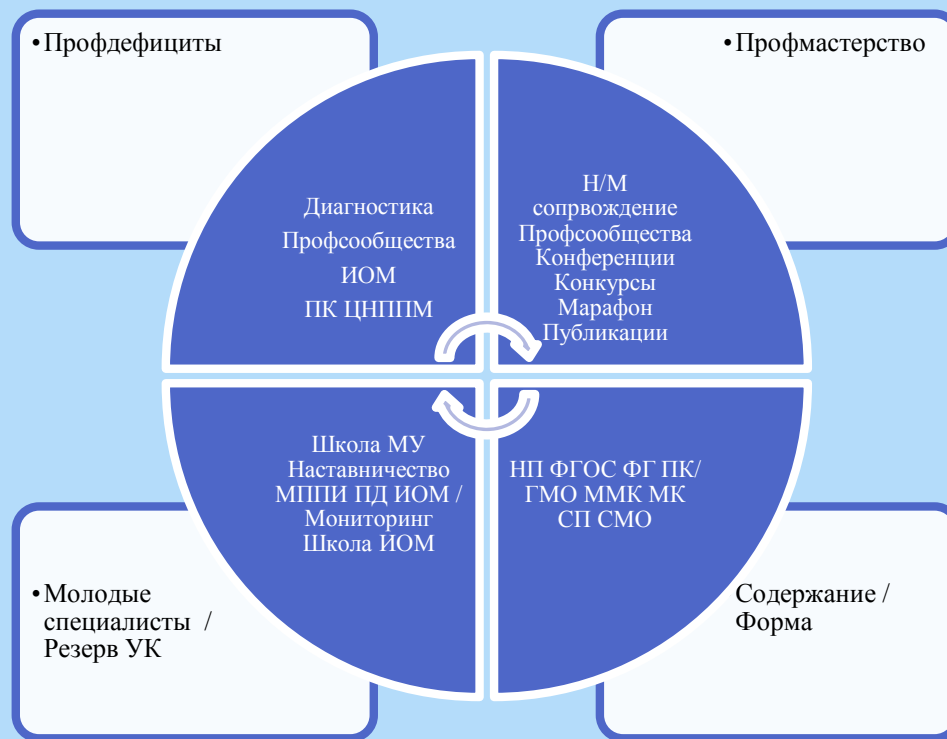 •Профдефициты
•Профмастерство
Диагностика
Профсообщества
ИОМ
ПК ЦНППМ
Н/М
сопрвождение
Профсообщества
Конференции
Конкурсы
Марафон
Публикации
Школа МУ
Наставничество
МППИ ПД ИОМ /
Мониторинг
Школа ИОМ
НП ФГОС ФГ ПК/
ГМО ММК МК
СП СМО
•Молодые
специалисты /
Резерв УК
Содержание /
Форма